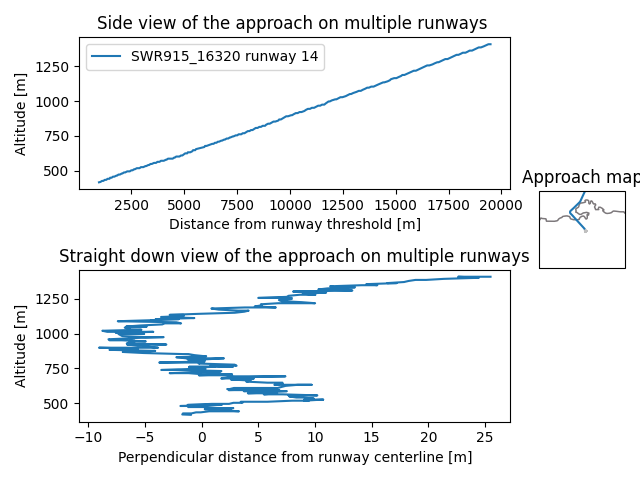 Side view of the approach on multiple runways
SWR915_16320 runway 14
Altitude [m]
1250
1000
750
500
2500 5000 7500 10000 12500 15000 17500 20000
Distance from runway threshold [m]
Approach map
Straight down view of the approach on multiple runways
Altitude [m]
1250
1000
750
500
−10 −5 0 5 10 15 20 25
Perpendicular distance from runway centerline [m]